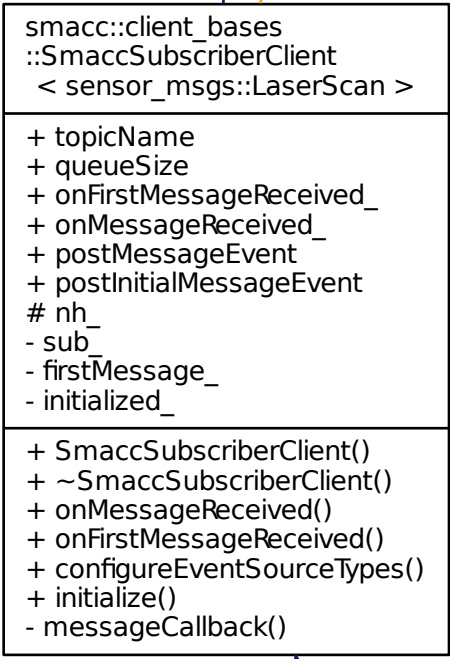 smacc::client_bases
::SmaccSubscriberClient
< sensor_msgs::LaserScan >
+ topicName
+ queueSize
+ onFirstMessageReceived_
+ onMessageReceived_
+ postMessageEvent
+ postInitialMessageEvent
# nh_
- sub_
- firstMessage_
- initialized_
+ SmaccSubscriberClient()
+ ~SmaccSubscriberClient()
+ onMessageReceived()
+ onFirstMessageReceived()
+ configureEventSourceTypes()
+ initialize()
- messageCallback()